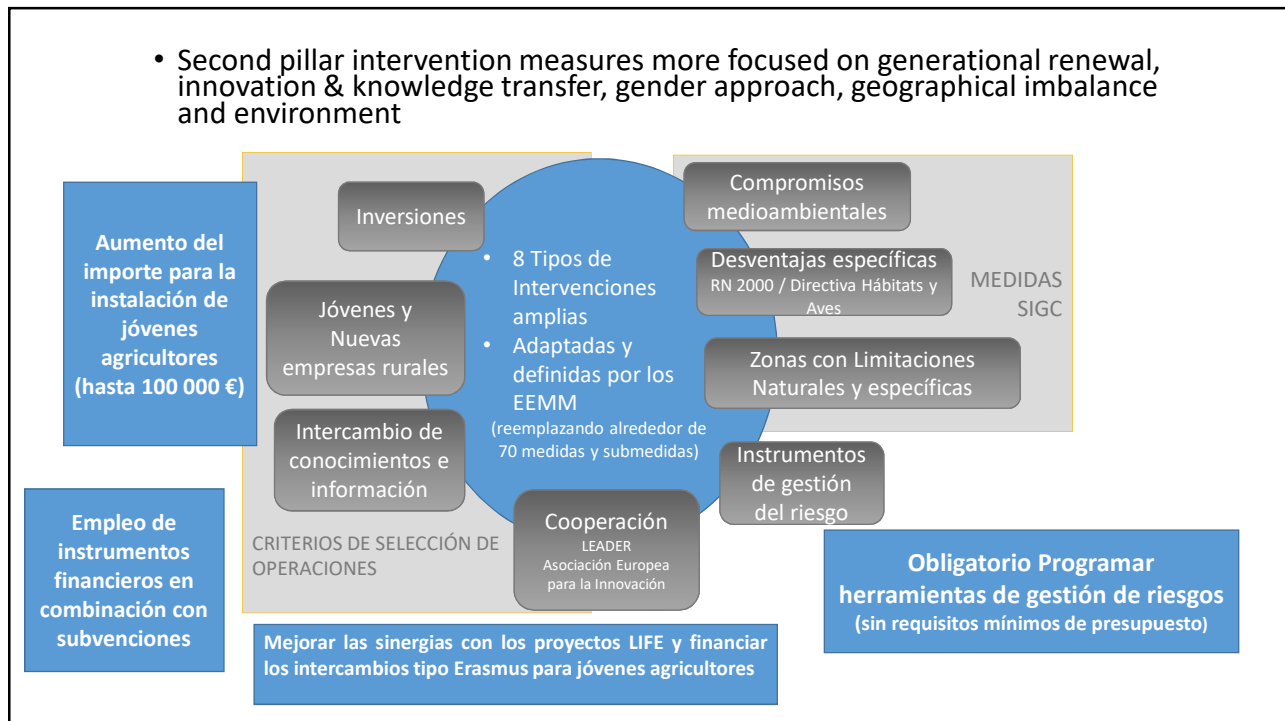 • Second pillar intervention measures more focused on generational renewal,
innovation & knowledge transfer, gender approach, geographical imbalance
and environment
Aumento del
importe para la
instalación de
jóvenes
agricultores
(hasta 100 000 €)
Inversiones
Jóvenes y
Nuevas
empresas rurales
Intercambio de
conocimientos e
información
CRITERIOS DE SELECCIÓN DE
OPERACIONES
• 8 Tipos de
Intervenciones
amplias
• Adaptadas y
definidas por los
EEMM
(reemplazando alrededor de
70 medidas y submedidas)
Cooperación
LEADER
Asociación Europea
para la Innovación
Compromisos
medioambientales
Desventajas específicas
RN 2000 / Directiva Hábitats y
Aves
Zonas con Limitaciones
Naturales y específicas
MEDIDAS
SIGC
Instrumentos
de gestión
del riesgo
Empleo de
instrumentos
financieros en
combinación con
subvenciones
Mejorar las sinergias con los proyectos LIFE y financiar
los intercambios tipo Erasmus para jóvenes agricultores
Obligatorio Programar
herramientas de gestión de riesgos
(sin requisitos mínimos de presupuesto)